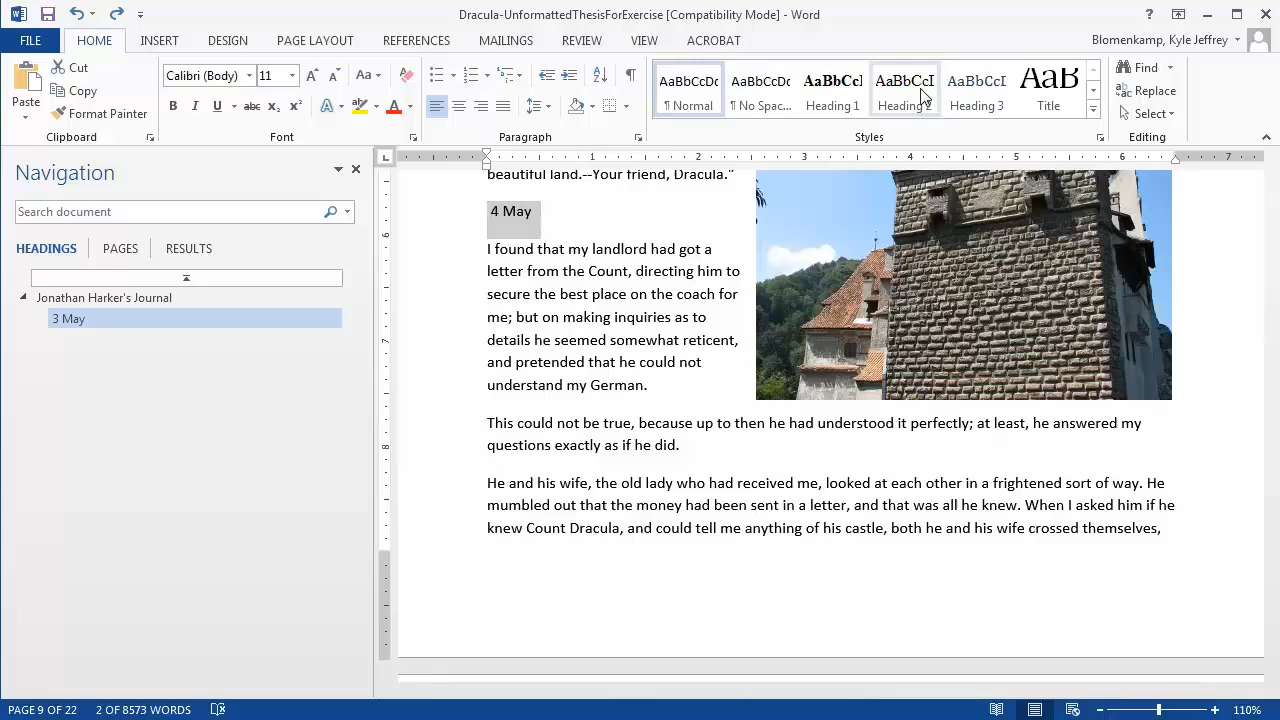 Dracula-UnformattedThesisForExercise [Compatibility Mode] - Word
FILE HOME INSERT DESIGN PAGE LAYOUT REFERENCES MAILINGS REVIEW VIEW ACROBAT Blomenkamp, Kyle Jeffrey
Paste
Cut
Copy
Format Painter
Clipboard
Calibri (Body) 11
Font
Paragraph
AaBbCcDc AaBbCcDc AaBbCcI AaBbCcI AaBbCcI AaB
¶ Normal ¶ No Spac... Heading 1 Heading 2 Heading 3 Title
Styles
Find
Replace
Select
Editing
Navigation
Search document
HEADINGS PAGES RESULTS
Jonathan Harker's Journal
3 May
1 2 3 4 5 6 7
6
7
8
beautiful land.--Your friend, Dracula."
4 May
I found that my landlord had got a
letter from the Count, directing him to
secure the best place on the coach for
me; but on making inquiries as to
details he seemed somewhat reticent,
and pretended that he could not
understand my German.
This could not be true, because up to then he had understood it perfectly; at least, he answered my
questions exactly as if he did.
He and his wife, the old lady who had received me, looked at each other in a frightened sort of way. He
mumbled out that the money had been sent in a letter, and that was all he knew. When I asked him if he
knew Count Dracula, and could tell me anything of his castle, both he and his wife crossed themselves,
PAGE 9 OF 22 2 OF 8573 WORDS 110%